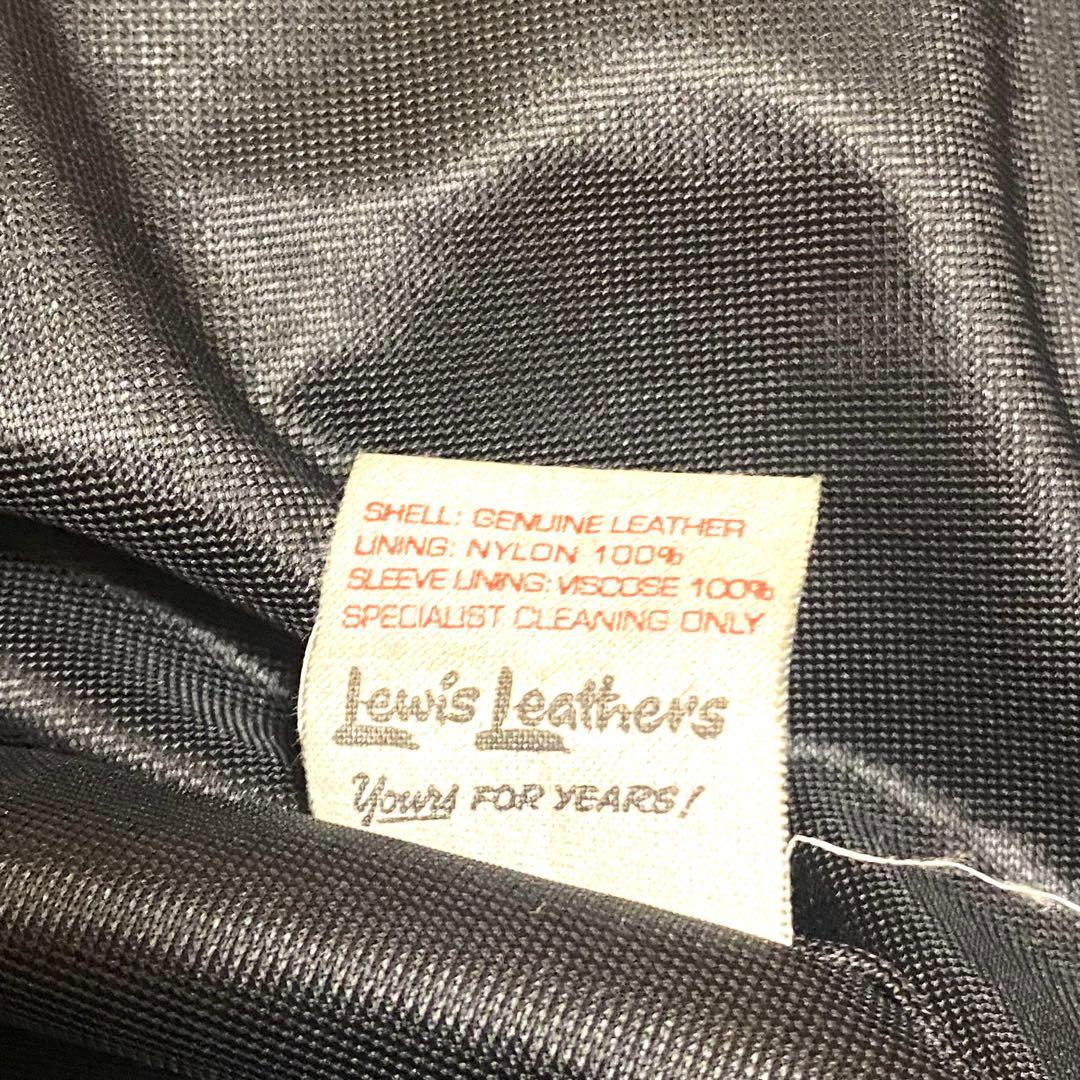 SHELL: GENUINE LEATHER
LINING: NYLON 100%
SLEEVE LINING: VISCOSE 100%
SPECIALIST CLEANING ONLY
Lewis Leathers
Yours FOR YEARS!